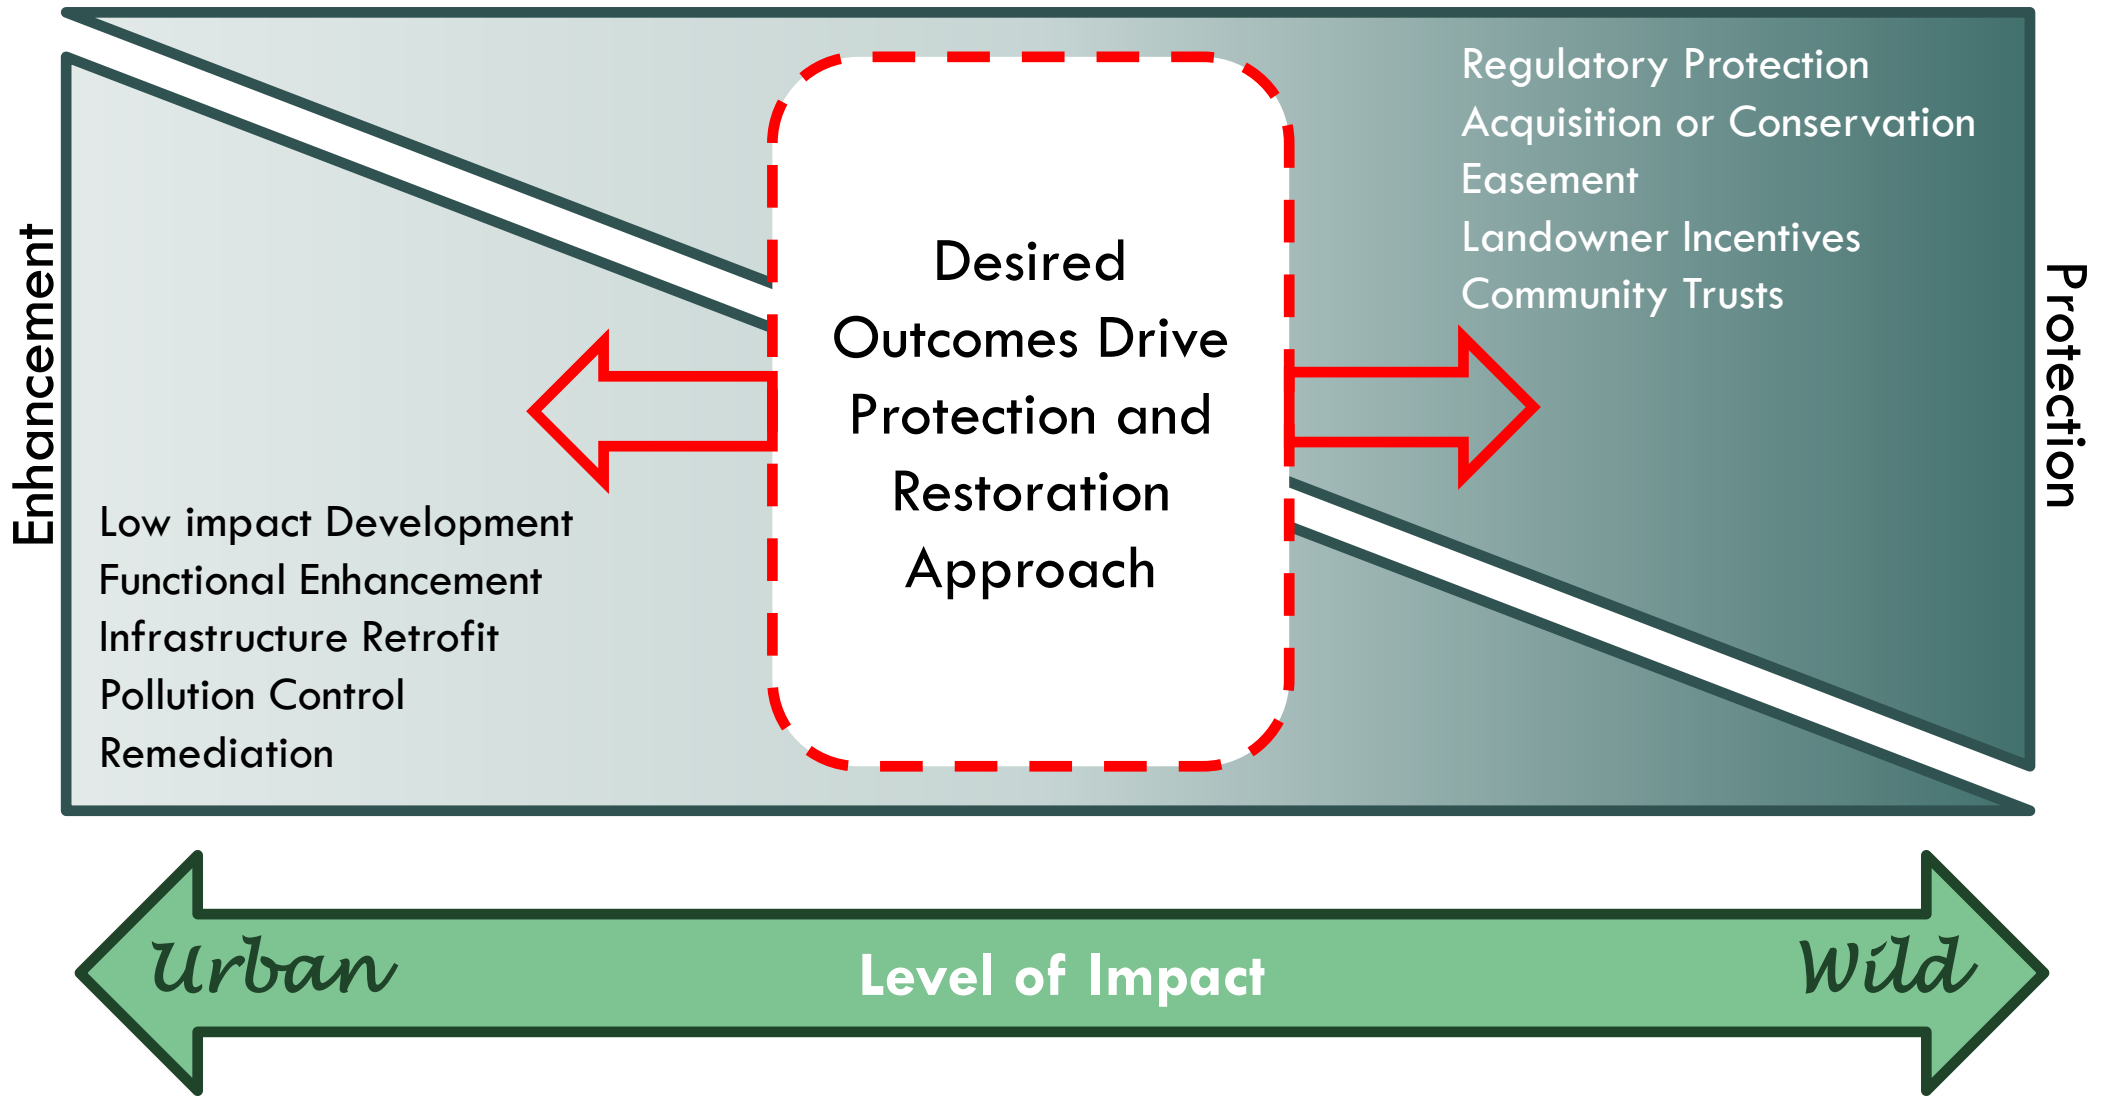 Regulatory Protection
Acquisition or Conservation
Easement
Landowner Incentives
Community Trusts
Enhancement
Protection
Desired
Outcomes Drive
Protection and
Restoration
Approach
Low impact Development
Functional Enhancement
Infrastructure Retrofit
Pollution Control
Remediation
Urban
Level of Impact
Wild